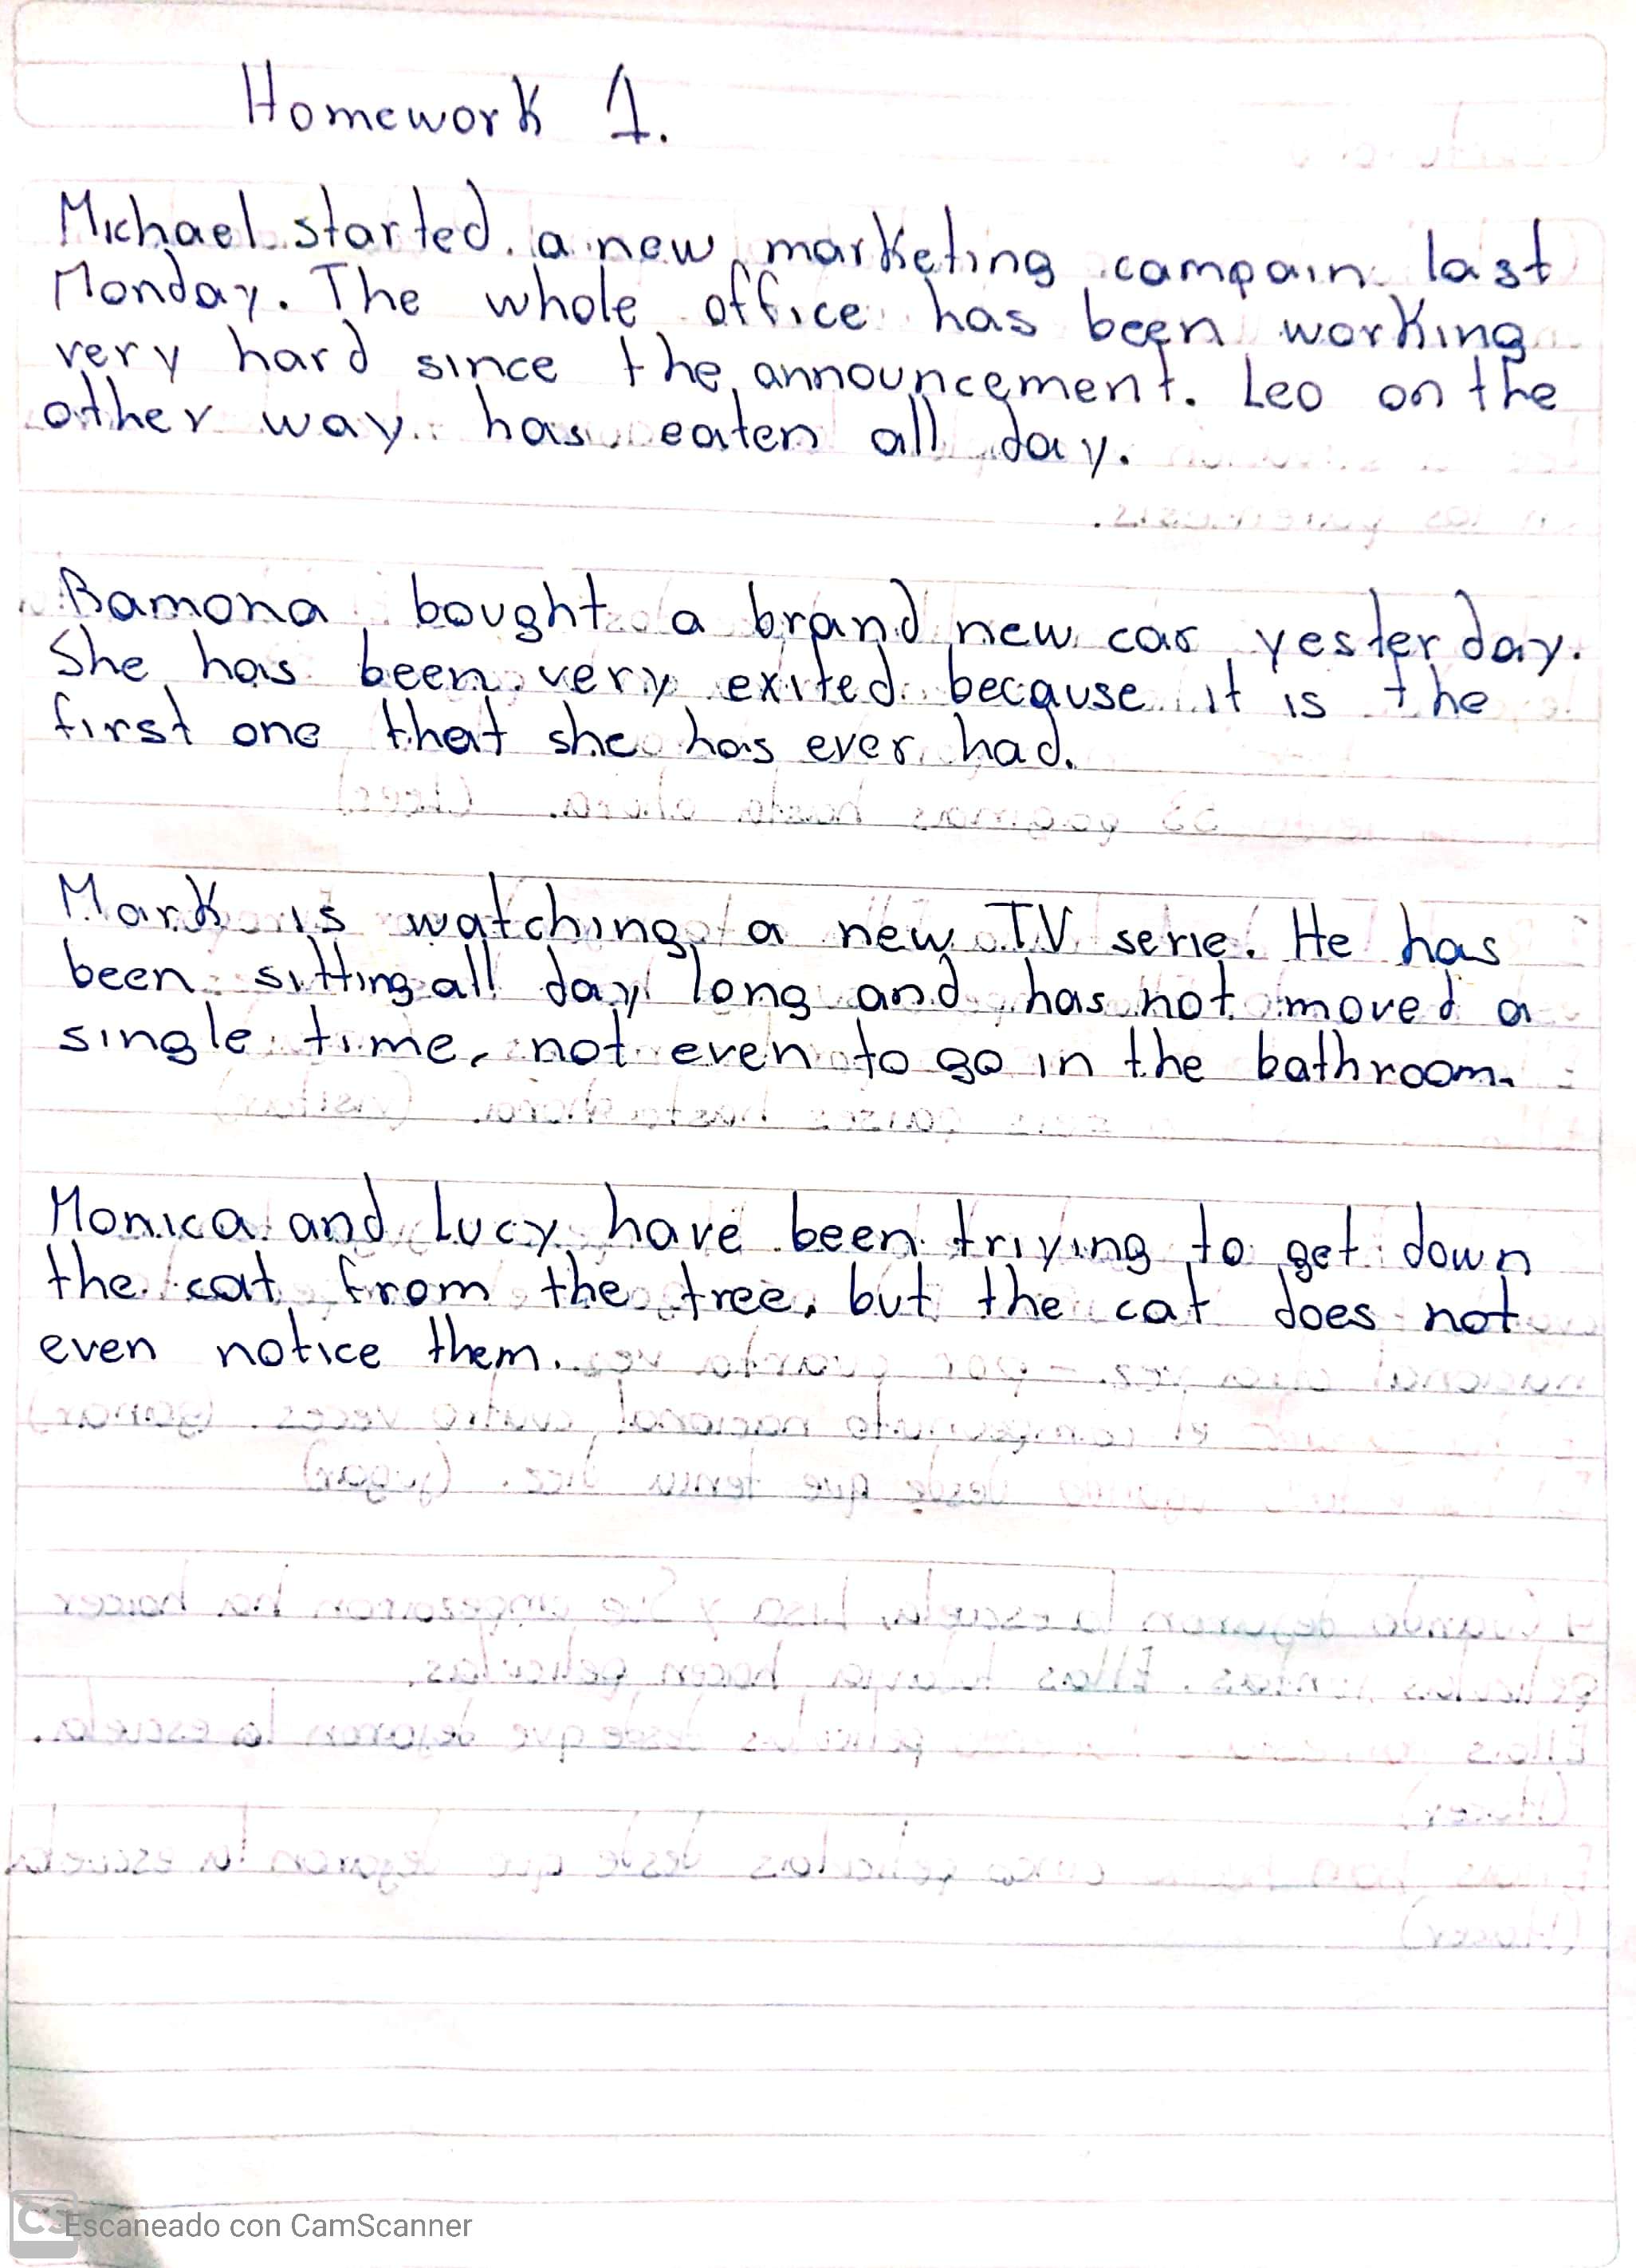 Homework 1.
Michael started a new marketing campain last
Monday. The whole office has been working
very hard since the announcement. Leo on the
other way has eaten all day.
Bamona bought a brand new car yesterday.
She has been very exited because it is the
first one that she has ever had.
Mark is watching a new TV serie. He has
been sitting all day long and has not moved a
single time, not even to go in the bathroom.
Monica and Lucy have been triying to get down
the cat from the tree, but the cat does not
even notice them.
CS Escaneado con CamScanner